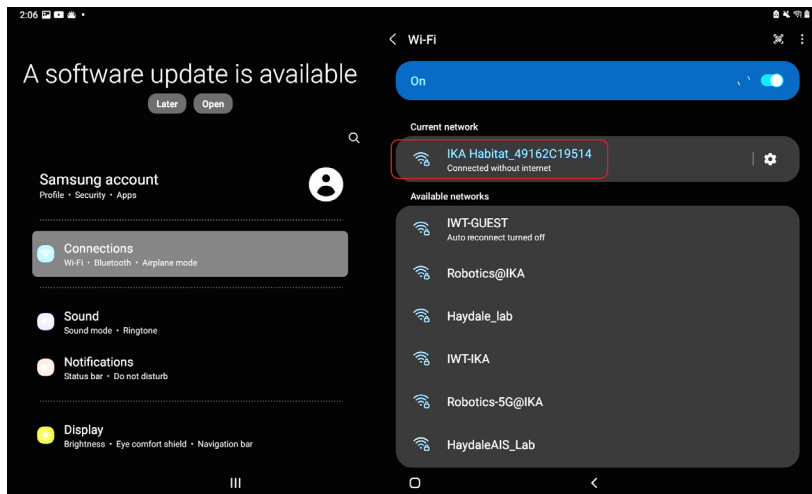 2:06
A software update is available
Later
Open
Samsung account
Profile • Security • Apps
Connections
Wi-Fi • Bluetooth • Airplane mode
Sound
Sound mode • Ringtone
Notifications
Status bar • Do not disturb
Display
Brightness • Eye comfort shield • Navigation bar
Wi-Fi
On
Current network
IKA Habitat_49162C19514
Connected without internet
Available networks
IWT-GUEST
Auto reconnect turned off
Robotics@IKA
Haydale_lab
IWT-IKA
Robotics-5G@IKA
HaydaleAIS_Lab